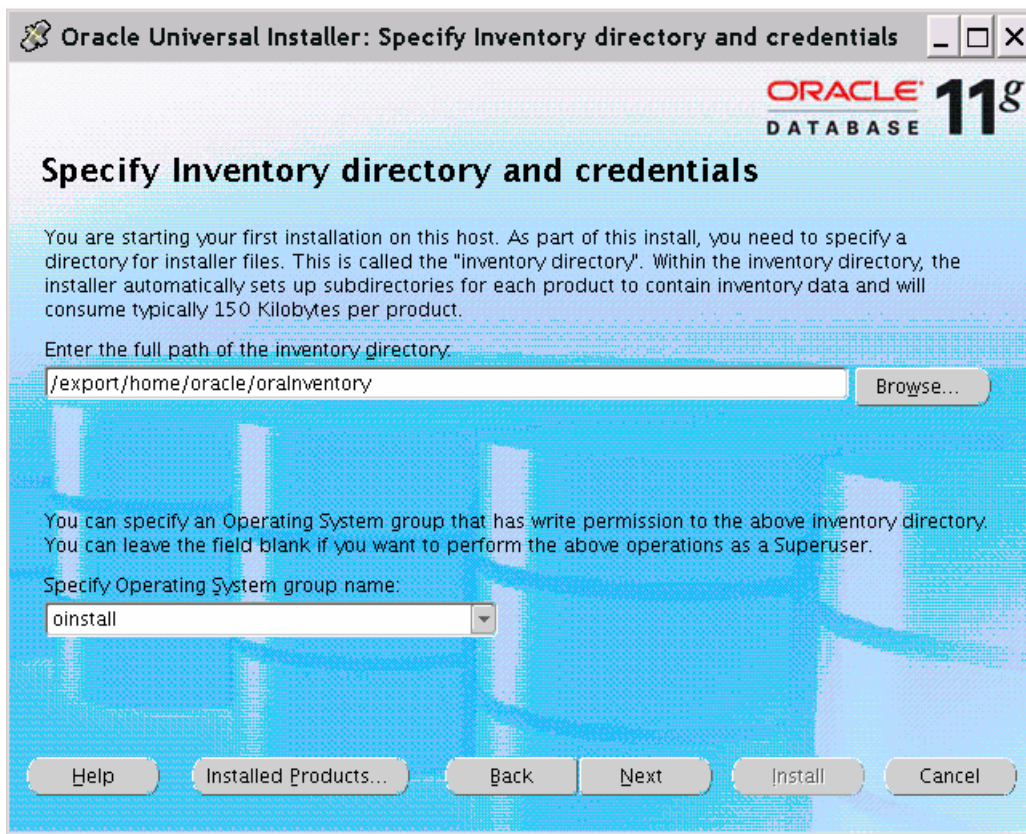 Oracle Universal Installer: Specify Inventory directory and credentials
ORACLE 11g
DATABASE
Specify Inventory directory and credentials
You are starting your first installation on this host. As part of this install, you need to specify a
directory for installer files. This is called the "inventory directory". Within the inventory directory, the
installer automatically sets up subdirectories for each product to contain inventory data and will
consume typically 150 Kilobytes per product.
Enter the full path of the inventory directory:
/export/home/oracle/oraInventory
Browse...
You can specify an Operating System group that has write permission to the above inventory directory.
You can leave the field blank if you want to perform the above operations as a Superuser.
Specify Operating System group name:
oinstall
Help Installed Products... Back Next Install Cancel